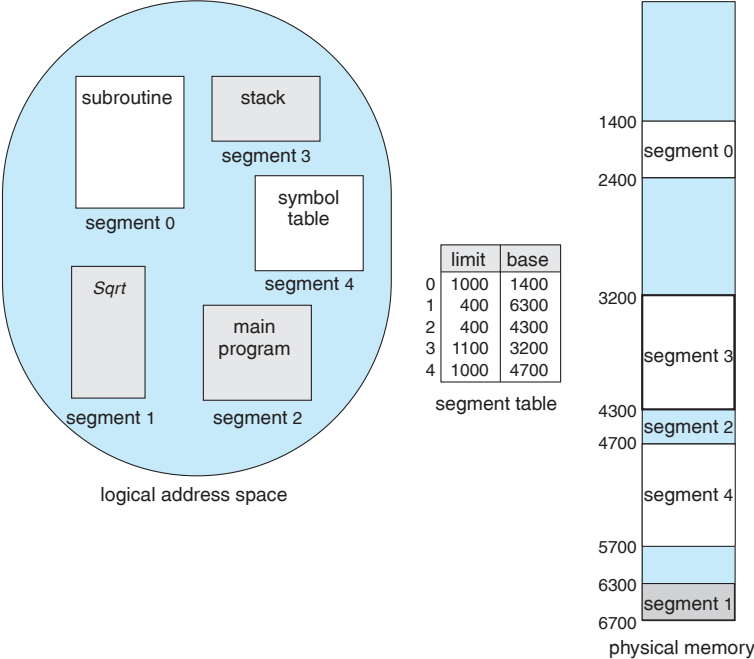 subroutine
segment 0
stack
segment 3
symbol
table
segment 4
Sqrt
segment 1
main
program
segment 2
logical address space
limit base
0 1000 1400
1 400 6300
2 400 4300
3 1100 3200
4 1000 4700
segment table
1400
segment 0
2400
3200
segment 3
4300
segment 2
4700
segment 4
5700
6300
segment 1
6700
physical memory